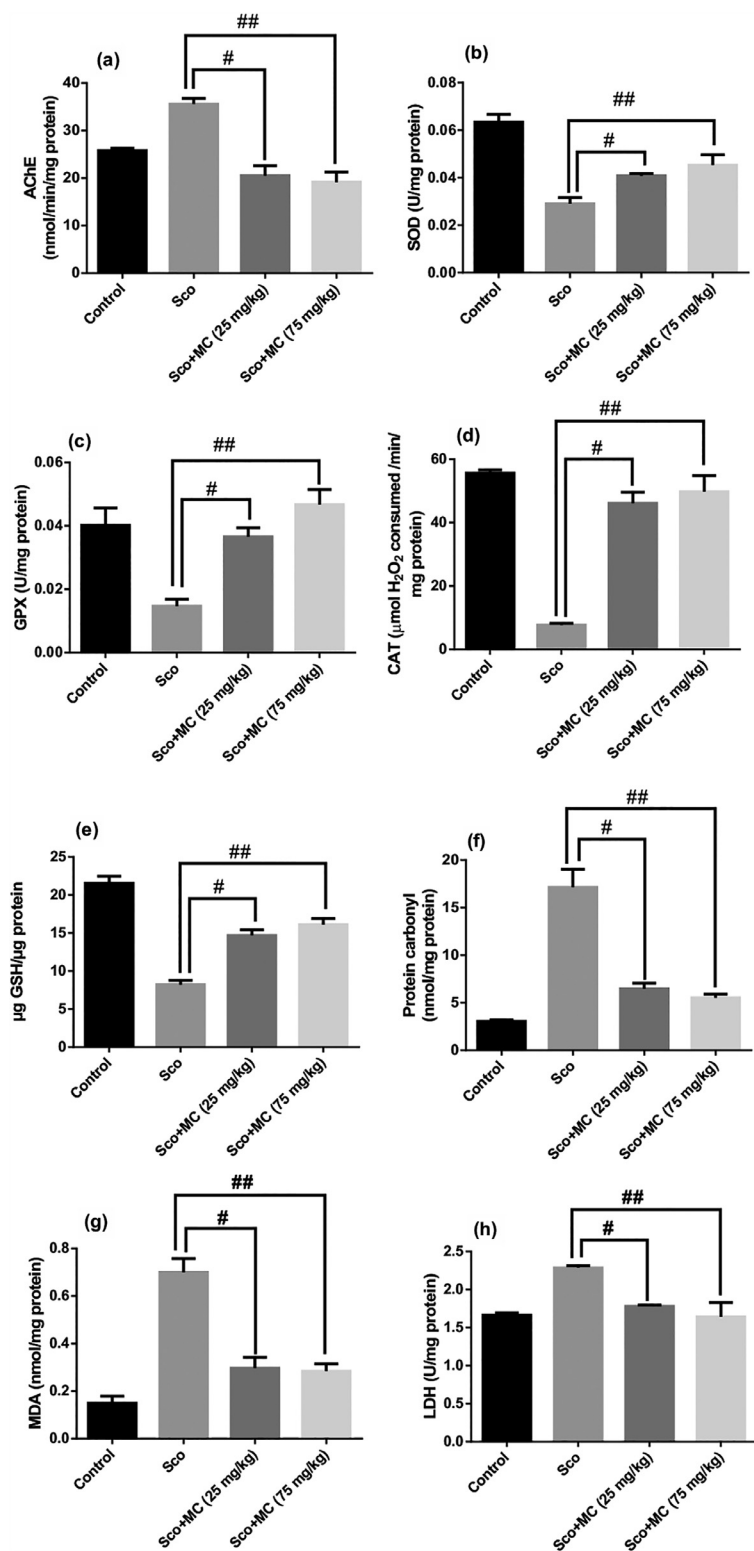 (a)
##
#
AChE
(nmol/min/mg protein)
40
30
20
10
0
Control
Sco
Sco+MC (25 mg/kg)
Sco+MC (75 mg/kg)
(b)
##
#
SOD (U/mg protein)
0.08
0.06
0.04
0.02
0.00
Control
Sco
Sco+MC (25 mg/kg)
Sco+MC (75 mg/kg)
(c)
##
#
GPX (U/mg protein)
0.06
0.04
0.02
0.00
Control
Sco
Sco+MC (25 mg/kg)
Sco+MC (75 mg/kg)
(d)
##
#
CAT (µmol H₂O₂ consumed /min/
mg protein)
60
40
20
0
Control
Sco
Sco+MC (25 mg/kg)
Sco+MC (75 mg/kg)
(e)
##
#
µg GSH/µg protein
25
20
15
10
5
0
Control
Sco
Sco+MC (25 mg/kg)
Sco+MC (75 mg/kg)
(f)
##
#
Protein carbonyl
(nmol/mg protein)
20
15
10
5
0
Control
Sco
Sco+MC (25 mg/kg)
Sco+MC (75 mg/kg)
(g)
##
#
MDA (nmol/mg protein)
0.8
0.6
0.4
0.2
0.0
Control
Sco
Sco+MC (25 mg/kg)
Sco+MC (75 mg/kg)
(h)
##
#
LDH (U/mg protein)
2.5
2.0
1.5
1.0
0.5
0.0
Control
Sco
Sco+MC (25 mg/kg)
Sco+MC (75 mg/kg)